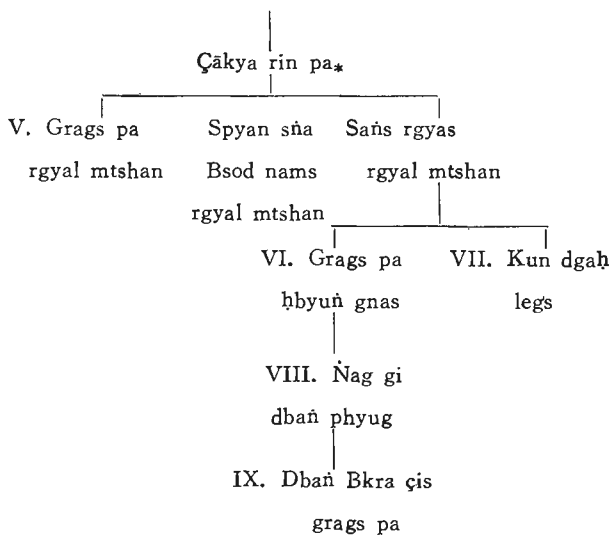 Çākya rin pa*
V. Grags pa Spyan sṅa Saṅs rgyas
rgyal mtshan Bsod nams rgyal mtshan
rgyal mtshan
VI. Grags pa VII. Kun dgaḥ
ḥbyuṅ gnas legs
VIII. Ṅag gi
dbaṅ phyug
IX. Dbaṅ Bkra çis
grags pa